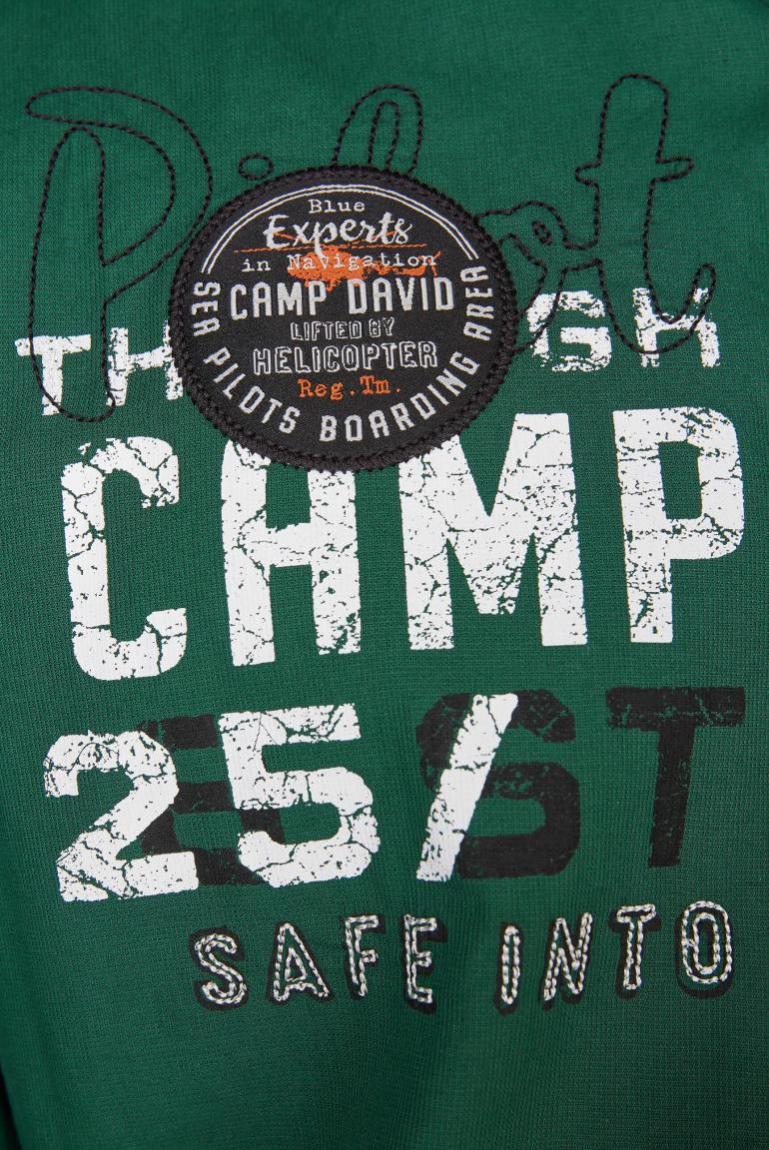 Pilot
Blue
Experts
in Navigation
CAMP DAVID
LIFTED BY
HELICOPTER
Reg. Tm.
SEA PILOTS BOARDING AREA
TH GH
CAMP
25/
EST
SAFE INTO